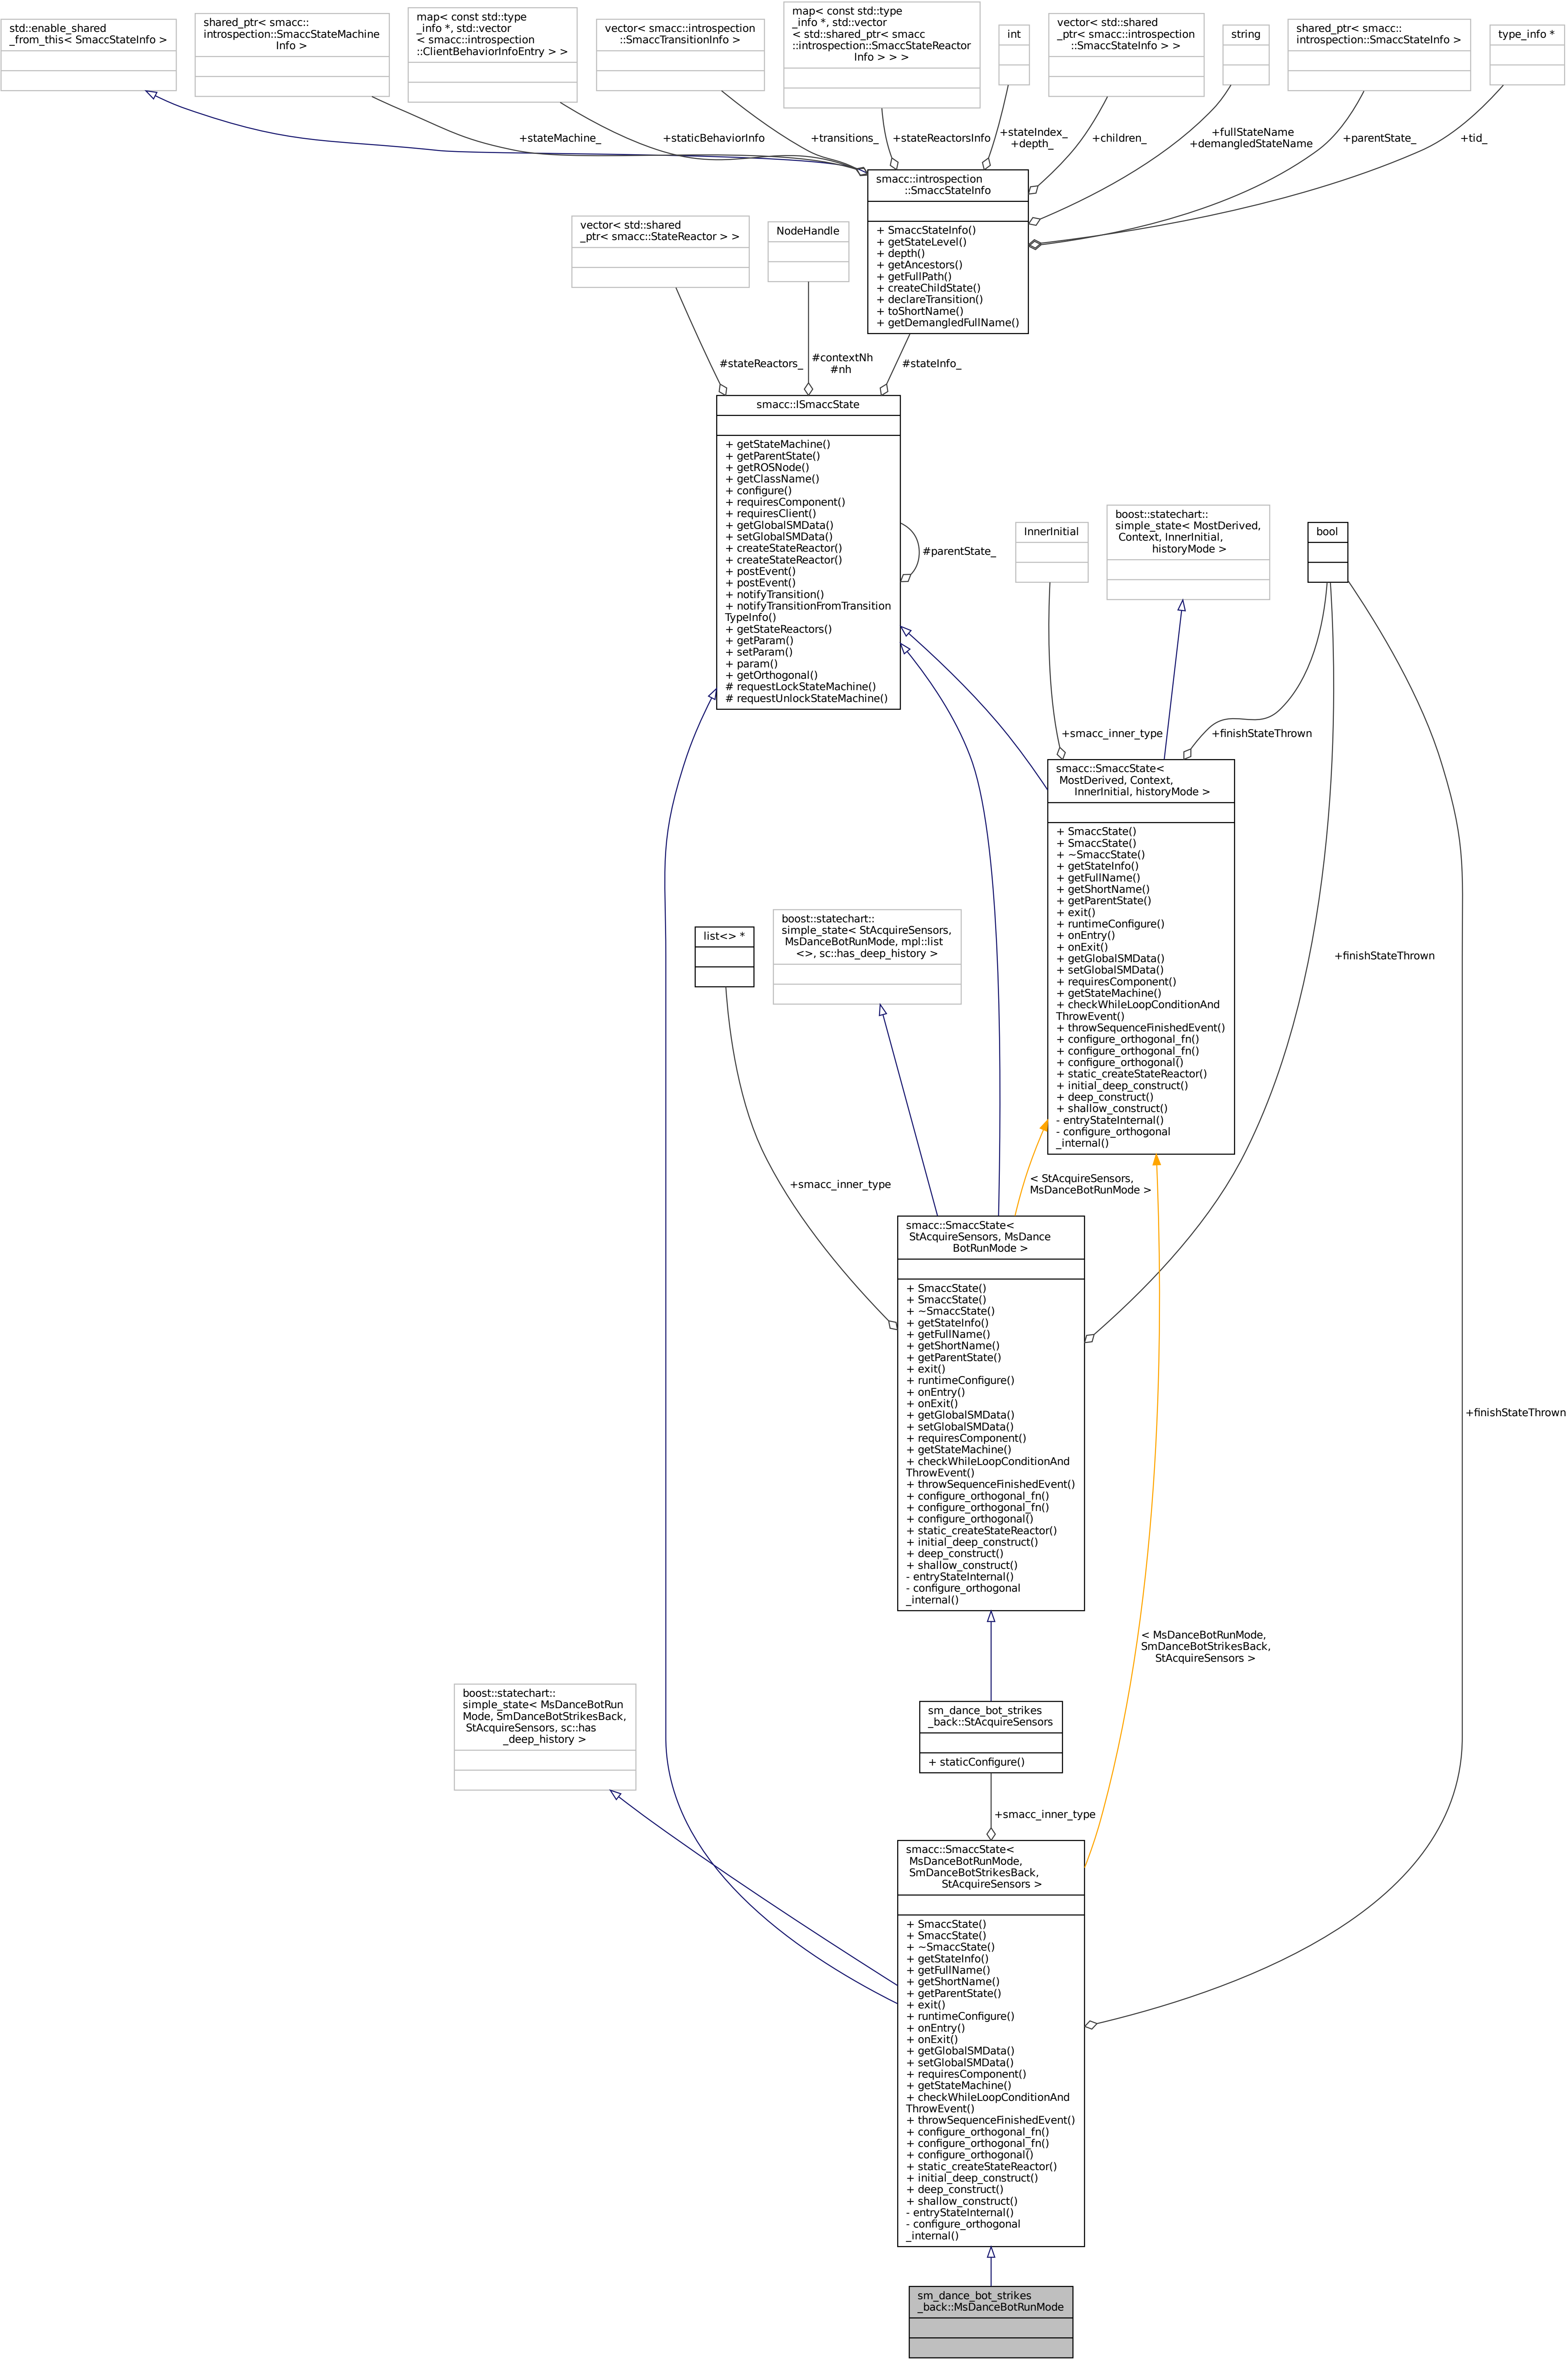 std::enable_shared
_from_this< SmaccStateInfo >
shared_ptr< smacc::
introspection::SmaccStateMachine
Info >
map< const std::type
_info *, std::vector
< smacc::introspection
::ClientBehaviorInfoEntry > >
vector< smacc::introspection
::SmaccTransitionInfo >
map< const std::type
_info *, std::vector
< std::shared_ptr< smacc
::introspection::SmaccStateReactor
Info > > >
int
vector< std::shared
_ptr< smacc::introspection
::SmaccStateInfo > >
string
shared_ptr< smacc::
introspection::SmaccStateInfo >
type_info *
+stateMachine_
+staticBehaviorInfo
+transitions_
+stateReactorsInfo
+stateIndex_
+depth_
+children_
+fullStateName
+demangledStateName
+parentState_
+tid_
smacc::introspection
::SmaccStateInfo
+ SmaccStateInfo()
+ getStateLevel()
+ depth()
+ getAncestors()
+ getFullPath()
+ createChildState()
+ declareTransition()
+ toShortName()
+ getDemangledFullName()
vector< std::shared
_ptr< smacc::StateReactor > >
NodeHandle
#stateReactors_
#contextNh
#nh
#stateInfo_
smacc::ISmaccState
+ getStateMachine()
+ getParentState()
+ getROSNode()
+ getClassName()
+ configure()
+ requiresComponent()
+ requiresClient()
+ getGlobalSMData()
+ setGlobalSMData()
+ createStateReactor()
+ createStateReactor()
+ postEvent()
+ postEvent()
+ notifyTransition()
+ notifyTransitionFromTransition
TypeInfo()
+ getStateReactors()
+ getParam()
+ setParam()
+ param()
+ getOrthogonal()
# requestLockStateMachine()
# requestUnlockStateMachine()
#parentState_
InnerInitial
boost::statechart::
simple_state< MostDerived,
Context, InnerInitial,
historyMode >
bool
+smacc_inner_type
+finishStateThrown
smacc::SmaccState<
MostDerived, Context,
InnerInitial, historyMode >
+ SmaccState()
+ SmaccState()
+ ~SmaccState()
+ getStateInfo()
+ getFullName()
+ getShortName()
+ getParentState()
+ exit()
+ runtimeConfigure()
+ onEntry()
+ onExit()
+ getGlobalSMData()
+ setGlobalSMData()
+ requiresComponent()
+ getStateMachine()
+ checkWhileLoopConditionAnd
ThrowEvent()
+ throwSequenceFinishedEvent()
+ configure_orthogonal_fn()
+ configure_orthogonal_fn()
+ configure_orthogonal()
+ static_createStateReactor()
+ initial_deep_construct()
+ deep_construct()
+ shallow_construct()
- entryStateInternal()
- configure_orthogonal
_internal()
list<> *
boost::statechart::
simple_state< StAcquireSensors,
MsDanceBotRunMode, mpl::list
<>, sc::has_deep_history >
+finishStateThrown
+smacc_inner_type
< StAcquireSensors,
MsDanceBotRunMode >
smacc::SmaccState<
StAcquireSensors, MsDance
BotRunMode >
+ SmaccState()
+ SmaccState()
+ ~SmaccState()
+ getStateInfo()
+ getFullName()
+ getShortName()
+ getParentState()
+ exit()
+ runtimeConfigure()
+ onEntry()
+ onExit()
+ getGlobalSMData()
+ setGlobalSMData()
+ requiresComponent()
+ getStateMachine()
+ checkWhileLoopConditionAnd
ThrowEvent()
+ throwSequenceFinishedEvent()
+ configure_orthogonal_fn()
+ configure_orthogonal_fn()
+ configure_orthogonal()
+ static_createStateReactor()
+ initial_deep_construct()
+ deep_construct()
+ shallow_construct()
- entryStateInternal()
- configure_orthogonal
_internal()
+finishStateThrown
< MsDanceBotRunMode,
SmDanceBotStrikesBack,
StAcquireSensors >
boost::statechart::
simple_state< MsDanceBotRun
Mode, SmDanceBotStrikesBack,
StAcquireSensors, sc::has
_deep_history >
sm_dance_bot_strikes
_back::StAcquireSensors
+ staticConfigure()
+smacc_inner_type
smacc::SmaccState<
MsDanceBotRunMode,
SmDanceBotStrikesBack,
StAcquireSensors >
+ SmaccState()
+ SmaccState()
+ ~SmaccState()
+ getStateInfo()
+ getFullName()
+ getShortName()
+ getParentState()
+ exit()
+ runtimeConfigure()
+ onEntry()
+ onExit()
+ getGlobalSMData()
+ setGlobalSMData()
+ requiresComponent()
+ getStateMachine()
+ checkWhileLoopConditionAnd
ThrowEvent()
+ throwSequenceFinishedEvent()
+ configure_orthogonal_fn()
+ configure_orthogonal_fn()
+ configure_orthogonal()
+ static_createStateReactor()
+ initial_deep_construct()
+ deep_construct()
+ shallow_construct()
- entryStateInternal()
- configure_orthogonal
_internal()
sm_dance_bot_strikes
_back::MsDanceBotRunMode